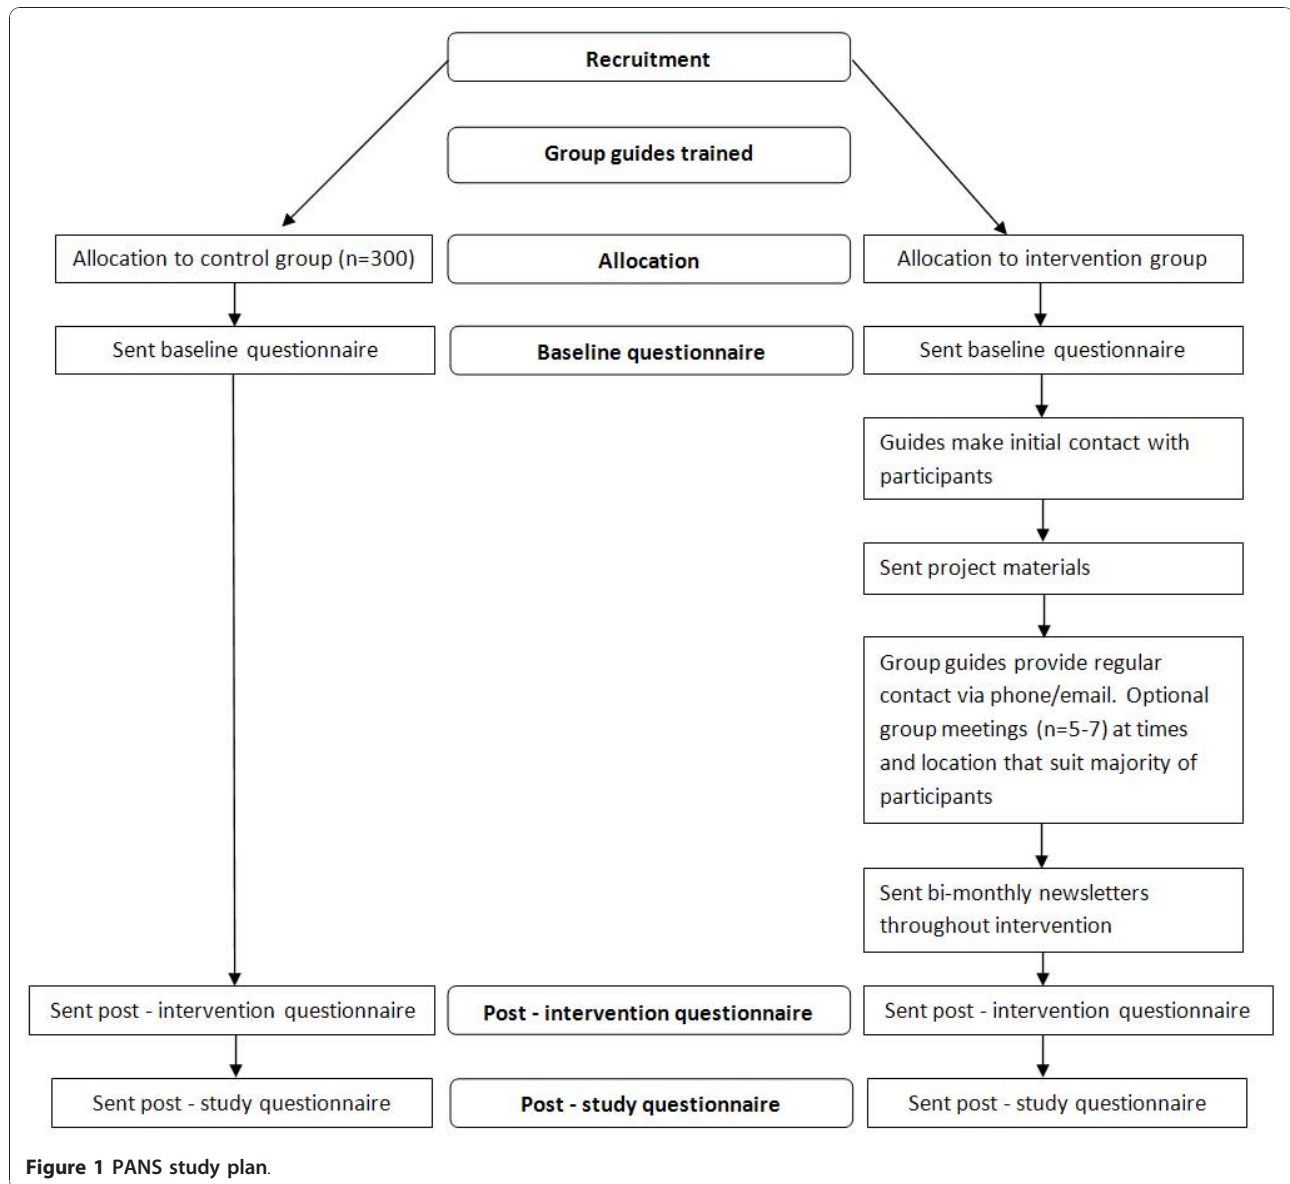 Recruitment
Group guides trained
Allocation to control group (n=300)
Allocation
Allocation to intervention group
Sent baseline questionnaire
Baseline questionnaire
Sent baseline questionnaire
Guides make initial contact with
participants
Sent project materials
Group guides provide regular
contact via phone/email. Optional
group meetings (n=5-7) at times
and location that suit majority of
participants
Sent bi-monthly newsletters
throughout intervention
Sent post - intervention questionnaire
Post - intervention questionnaire
Sent post - intervention questionnaire
Sent post - study questionnaire
Post - study questionnaire
Sent post - study questionnaire
Figure 1 PANS study plan.